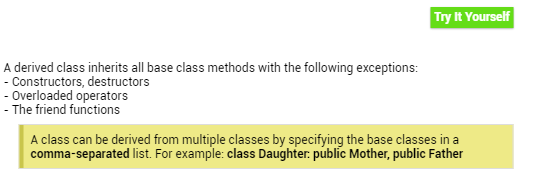 Try It Yourself
A derived class inherits all base class methods with the following exceptions:
- Constructors, destructors
- Overloaded operators
- The friend functions
A class can be derived from multiple classes by specifying the base classes in a
comma-separated list. For example: class Daughter: public Mother, public Father